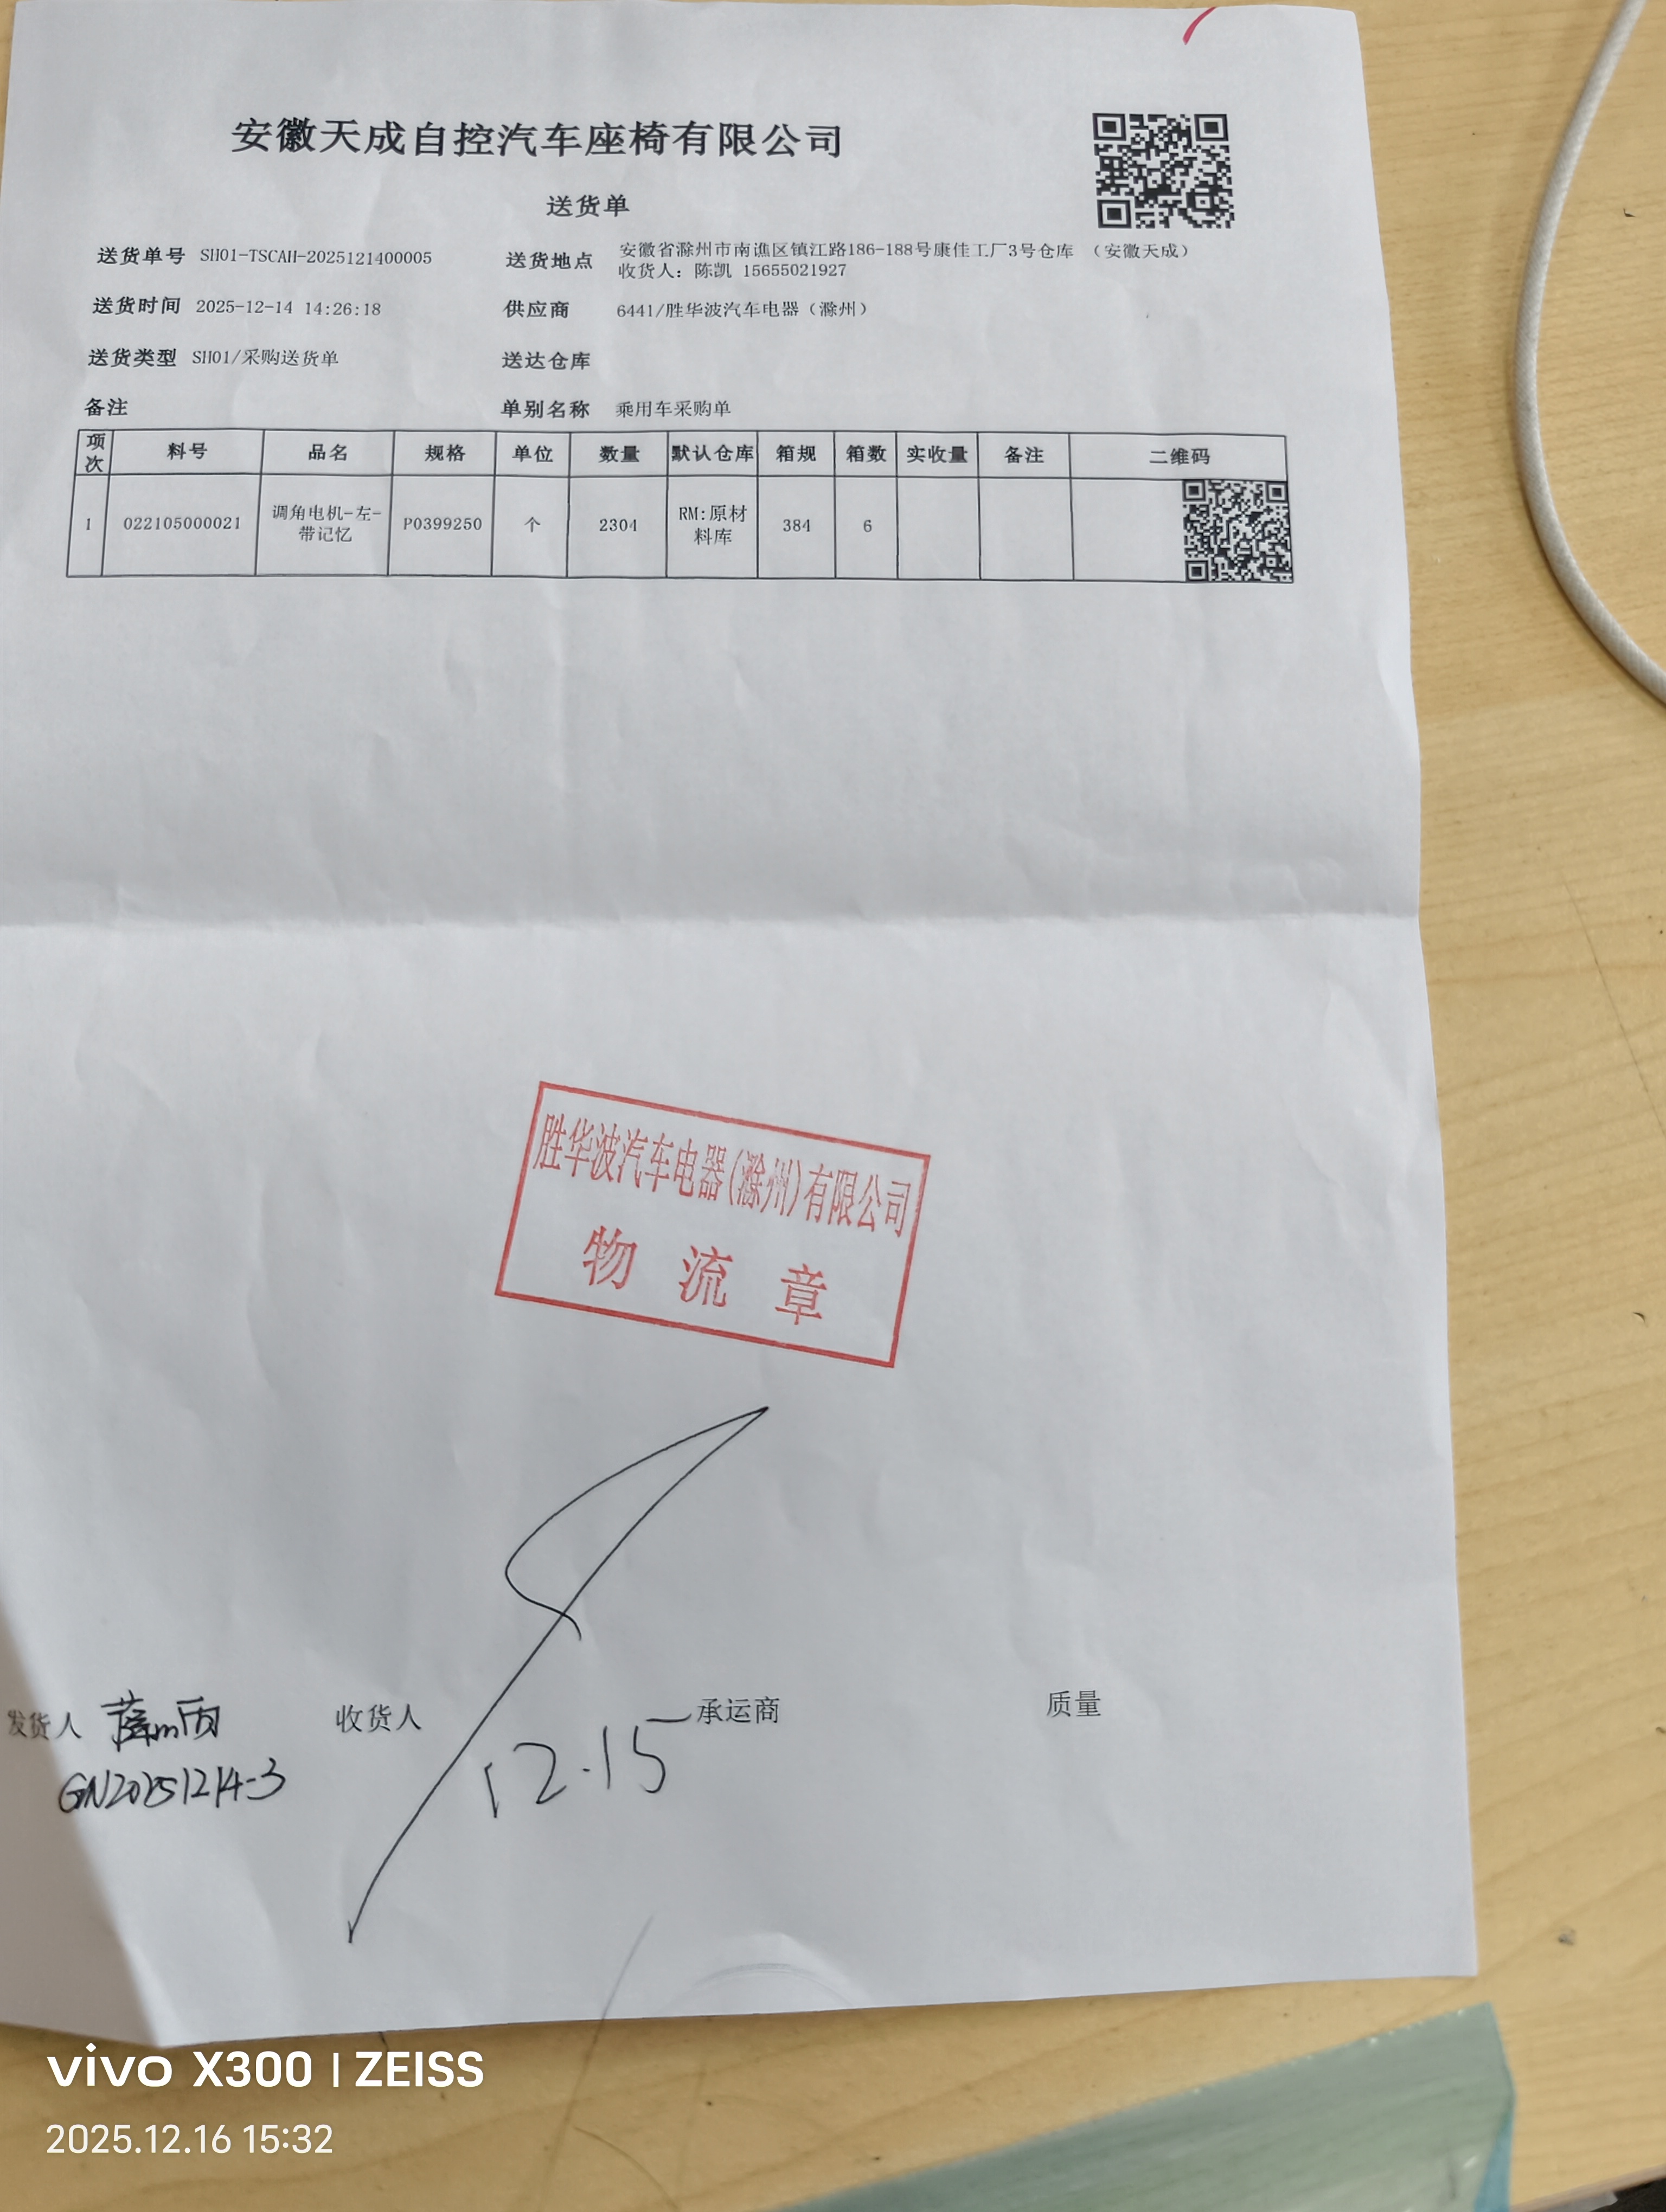 安徽天成自控汽车座椅有限公司
送货单
送货单号 SH01-TSCAH-2025121400005 送货地点 安徽省滁州市南谯区镇江路186-188号康佳工厂3号仓库 （安徽天成）
收货人：陈凯 15655021927
送货时间 2025-12-14 14:26:18 供应商 6441/胜华波汽车电器（滁州）
送货类型 SH01/采购送货单 送达仓库
备注 单别名称 乘用车采购单
项次 料号 品名 规格 单位 数量 默认仓库 箱规 箱数 实收量 备注 二维码
1 022105000021 调角电机-左-带记忆 P0399250 个 2304 RM:原材料库 384 6
胜华波汽车电器(滁州)有限公司
物流章
发货人 收货人 承运商 质量
12.15
GN20251214-3
vivo X300 | ZEISS
2025.12.16 15:32